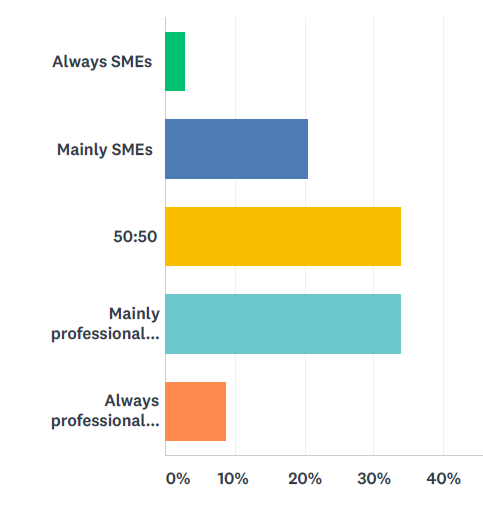 Always SMEs
Mainly SMEs
50:50
Mainly
professional...
Always
professional...
0% 10% 20% 30% 40%